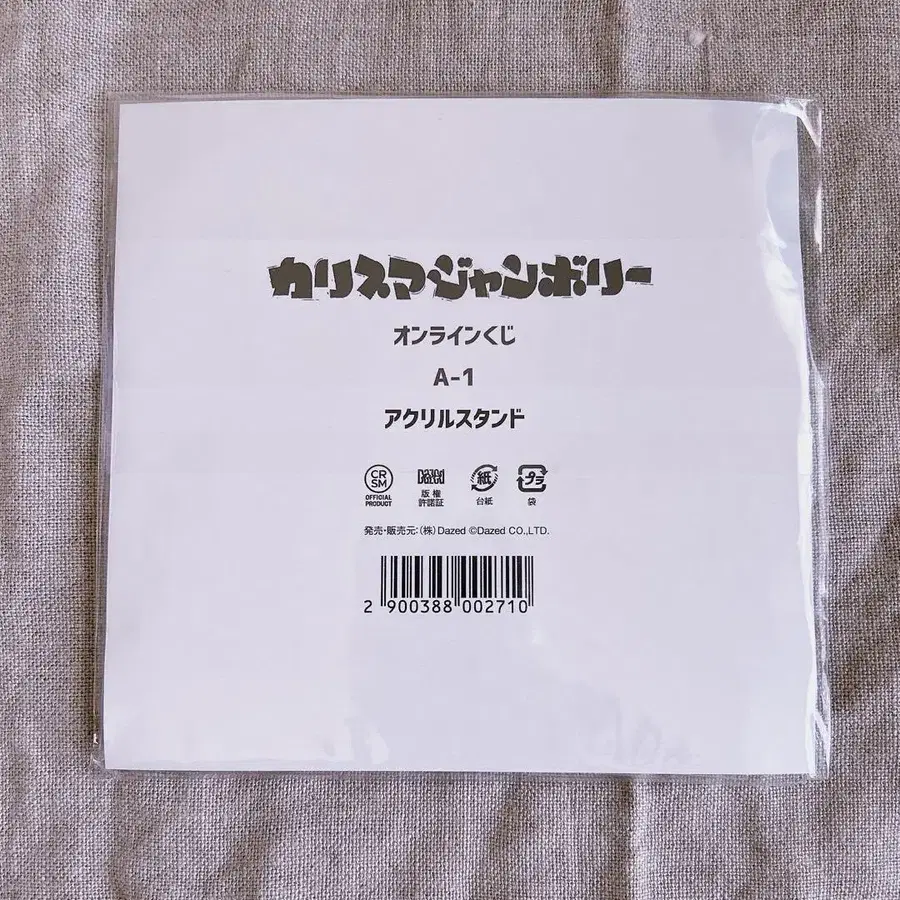 カリスマジャンボリー
オンラインくじ
A-1
アクリルスタンド
CR
SM
OFFICIAL
PRODUCT
Dazed
版権
許諾証
紙
台紙
プラ
袋
発売・販売元:(株)Dazed ©Dazed CO.,LTD.
2 900388 002710